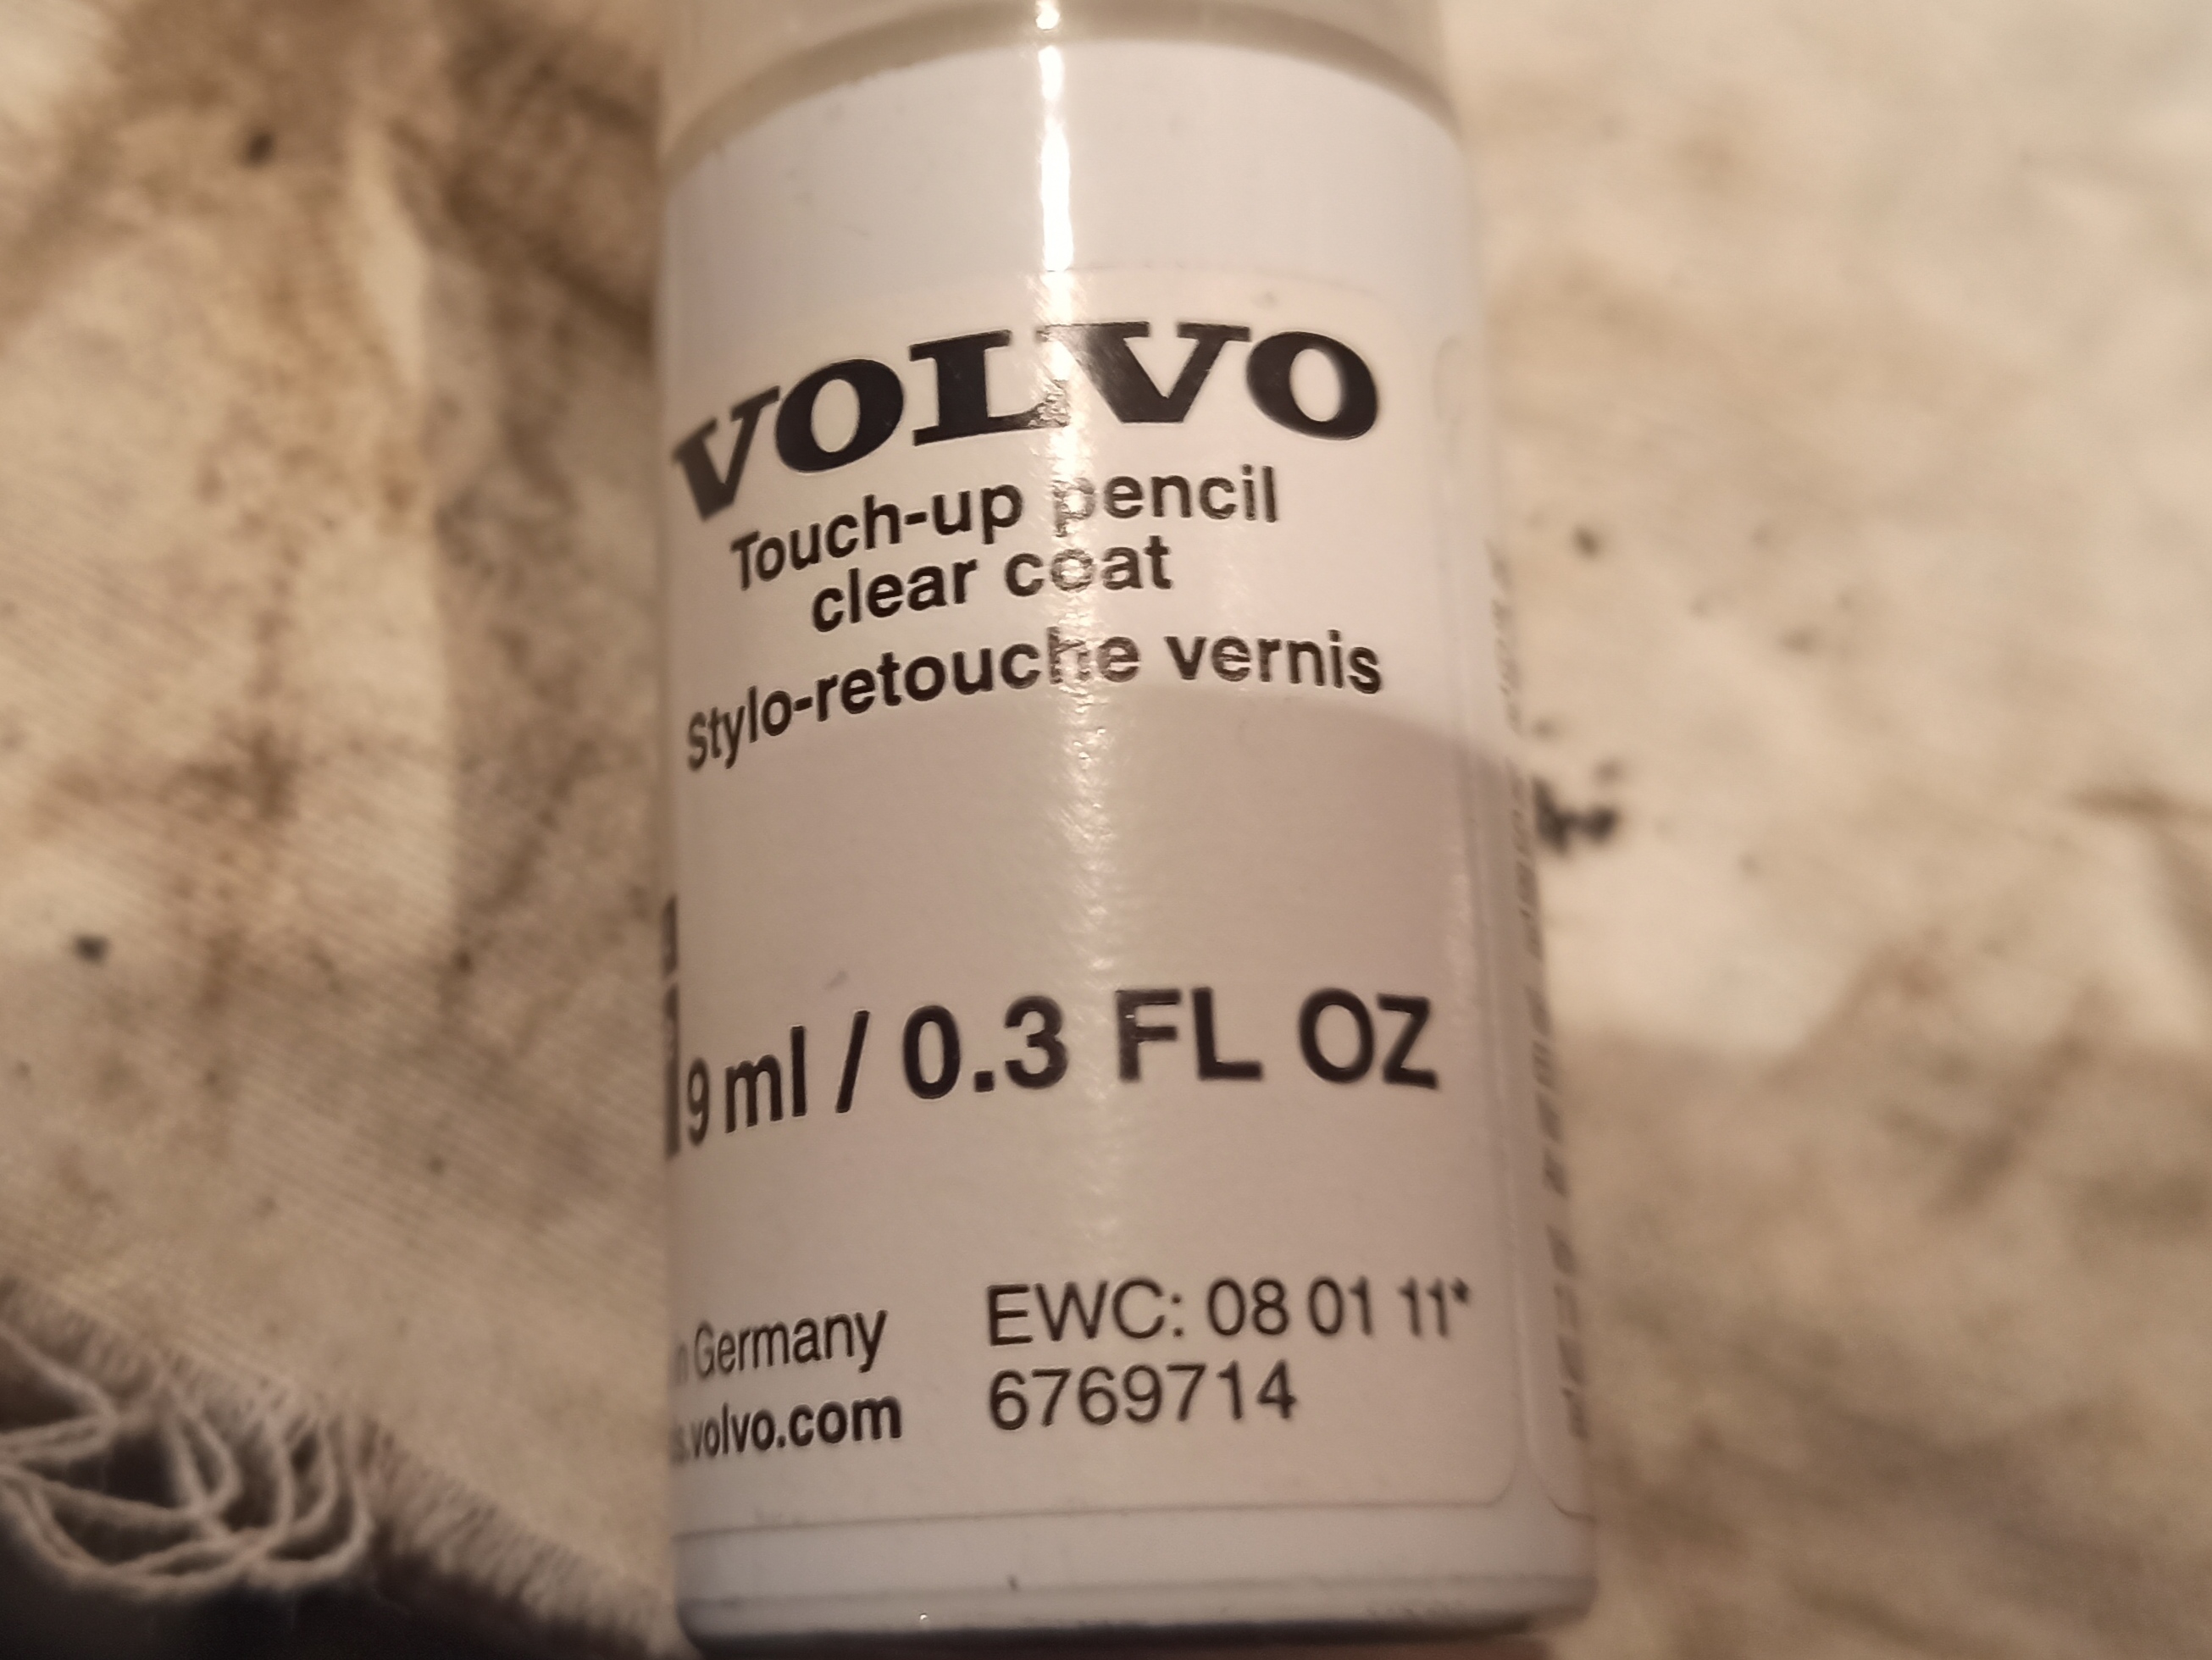 VOLVO
Touch-up pencil
clear coat
Stylo-retouche vernis
9 ml / 0.3 FL OZ
Germany
EWC: 08 01 11*
.volvo.com
6769714